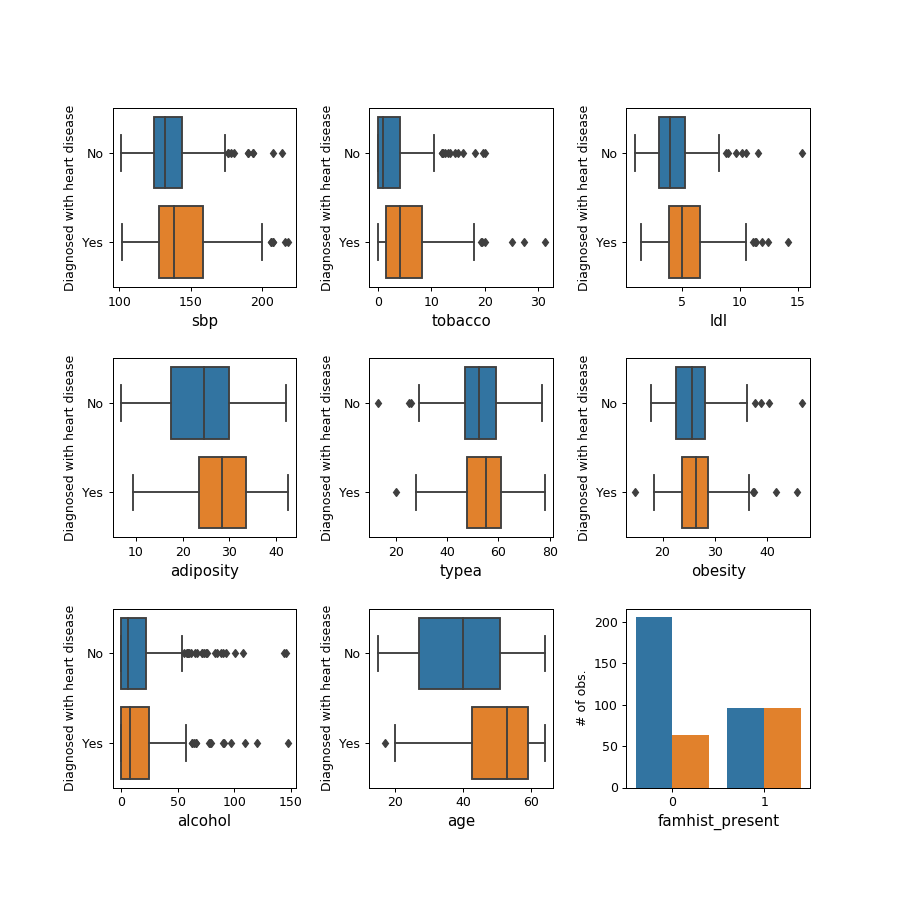 Diagnosed with heart disease
No
Yes
100 150 200
sbp
Diagnosed with heart disease
No
Yes
0 10 20 30
tobacco
Diagnosed with heart disease
No
Yes
5 10 15
ldl
Diagnosed with heart disease
No
Yes
10 20 30 40
adiposity
Diagnosed with heart disease
No
Yes
20 40 60 80
typea
Diagnosed with heart disease
No
Yes
20 30 40
obesity
Diagnosed with heart disease
No
Yes
0 50 100 150
alcohol
Diagnosed with heart disease
No
Yes
20 40 60
age
# of obs.
200
150
100
50
0
0 1
famhist_present